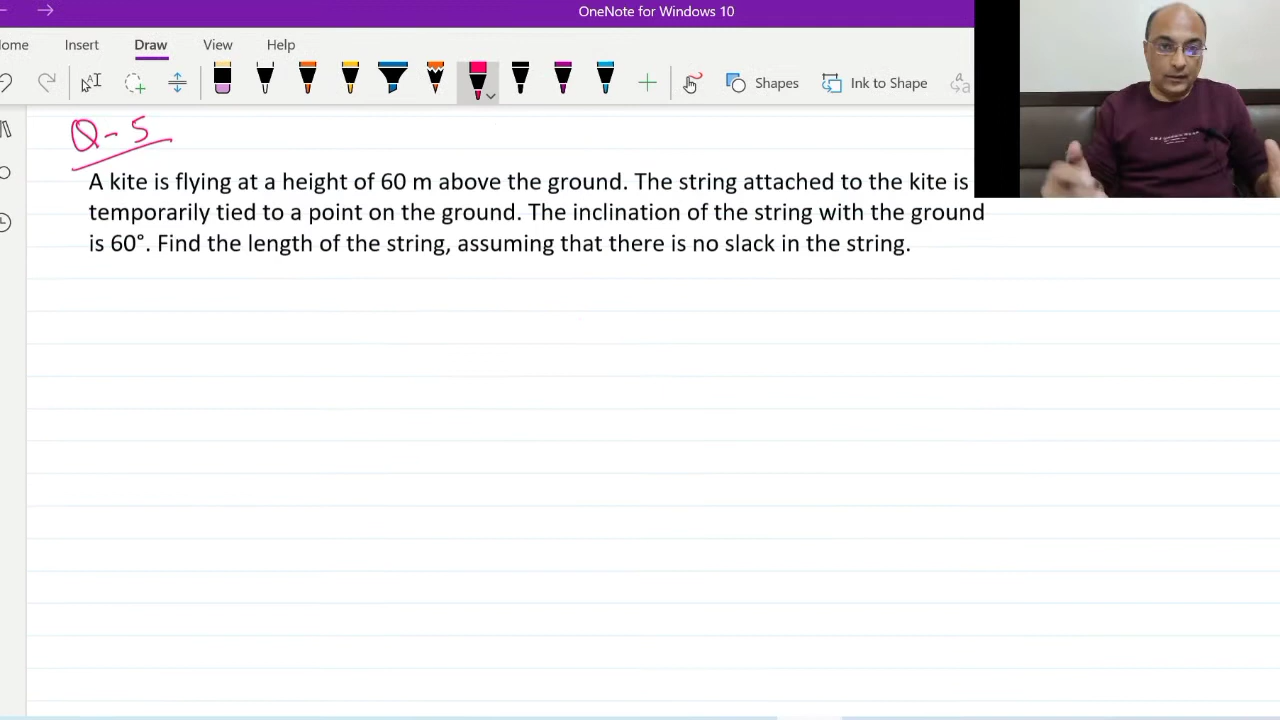 OneNote for Windows 10
ome Insert Draw View Help
Shapes Ink to Shape
Q-5
A kite is flying at a height of 60 m above the ground. The string attached to the kite is
temporarily tied to a point on the ground. The inclination of the string with the ground
is 60°. Find the length of the string, assuming that there is no slack in the string.